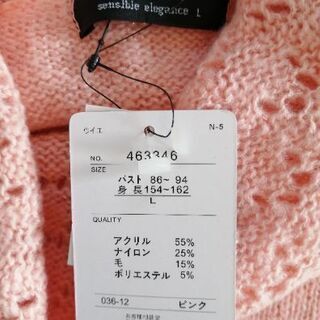 sensible elegance L
ウイエ N-5
NO. 463346
SIZE
バスト 86~ 94
身 長 154~162
L
QUALITY
アクリル 55%
ナイロン 25%
毛 15%
ポリエステル 5%
036-12 ピンク